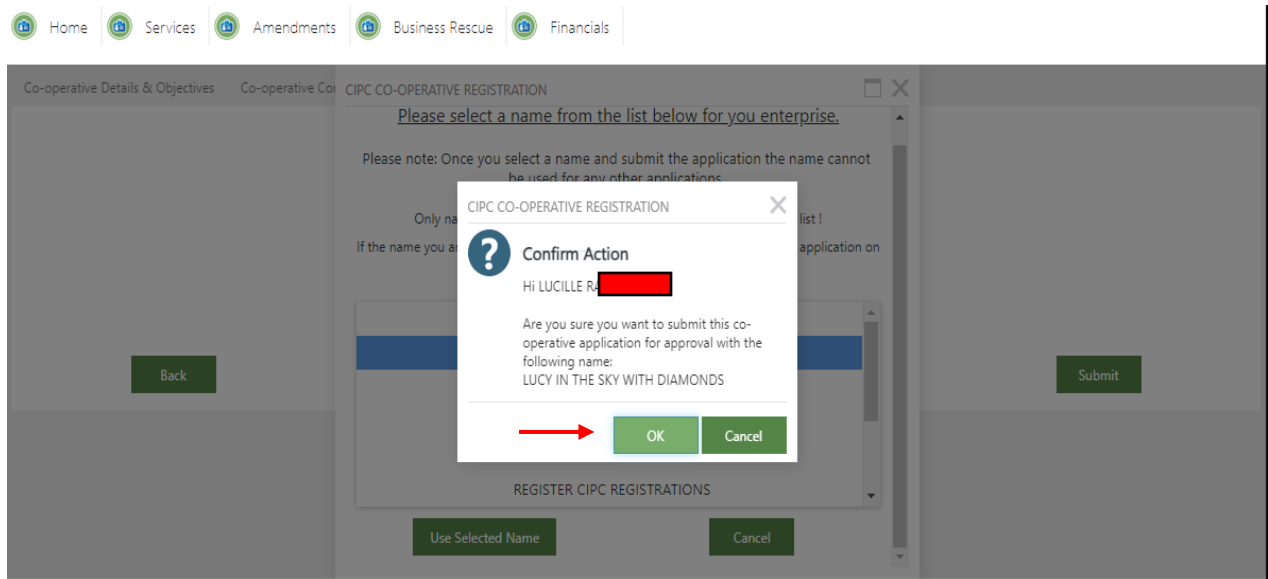 Home Services Amendments Business Rescue Financials
Co-operative Details & Objectives Co-operative
CIPC CO-OPERATIVE REGISTRATION
Please select a name from the list below for you enterprise.
Please note: Once you select a name and submit the application the name cannot
be used for any other applications
Only list !
If the name you application on
CIPC CO-OPERATIVE REGISTRATION
Confirm Action
Hi LUCILLE
Are you sure you want to submit this co-
operative application for approval with the
following name:
LUCY IN THE SKY WITH DIAMONDS
OK Cancel
Back
Submit
REGISTER CIPC REGISTRATIONS
Use Selected Name Cancel